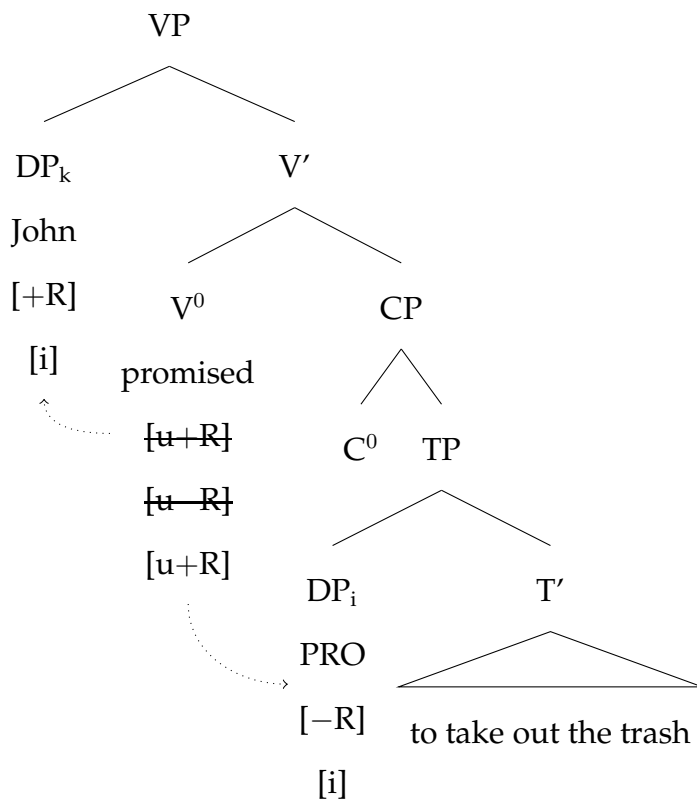 VP
DPk V'
John
[+R] V0 CP
[i] promised
[u+R] C0 TP
[u−R]
[u+R] DPi T'
PRO
[−R] to take out the trash
[i]